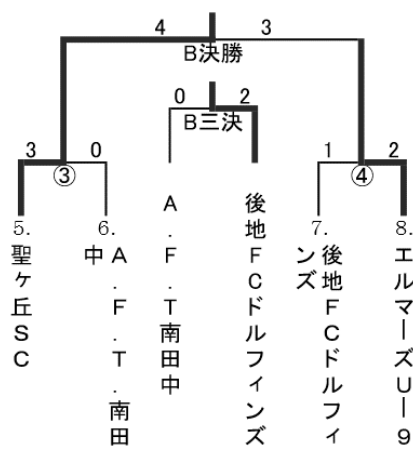 4 3
B決勝
0 2
B三決
3 0 1 2
③ ④
5.
聖ヶ丘SC
6.
A.F.T.南田
中
A.F.T南田中
後地FCドルフィンズ
7.
後地FCドルフィ
ンズ
8.
エルマーズU-9